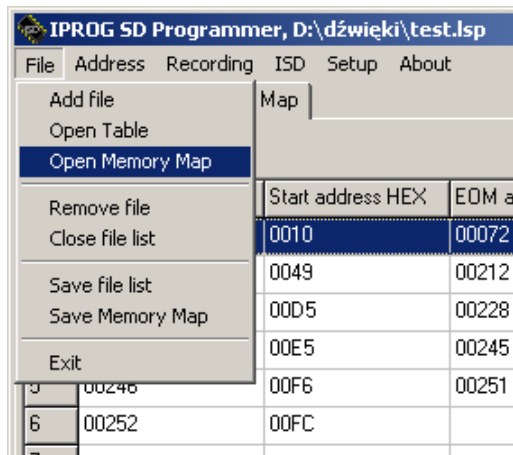 IPROG SD Programmer, D:\dźwięki\test.lsp
File Address Recording ISD Setup About
Add file
Open Table
Open Memory Map
Remove file
Close file list
Save file list
Save Memory Map
Exit
Map
Start address HEX EOM a
0010 00072
0049 00212
00D5 00228
00E5 00245
5 00246 00F6 00251
6 00252 00FC